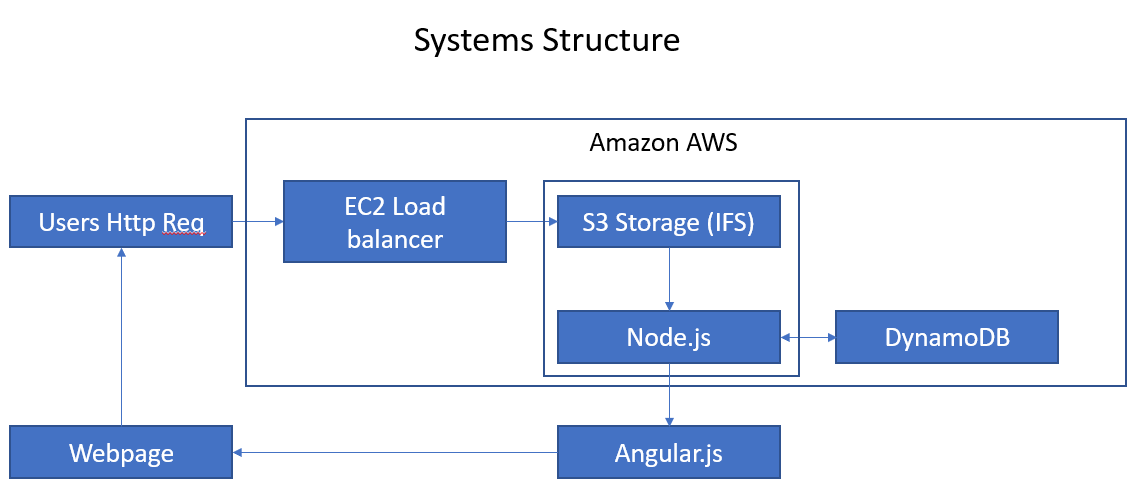 Systems Structure
Amazon AWS
Users Http Req
EC2 Load
balancer
S3 Storage (IFS)
Node.js
DynamoDB
Webpage
Angular.js